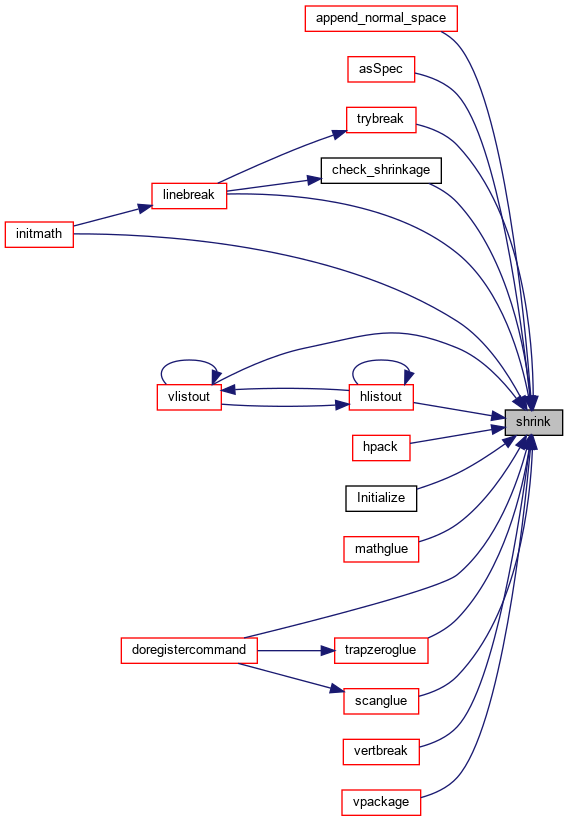 append_normal_space
asSpec
trybreak
check_shrinkage
linebreak
initmath
vlistout
hlistout
shrink
hpack
Initialize
mathglue
doregistercommand
trapzeroglue
scanglue
vertbreak
vpackage